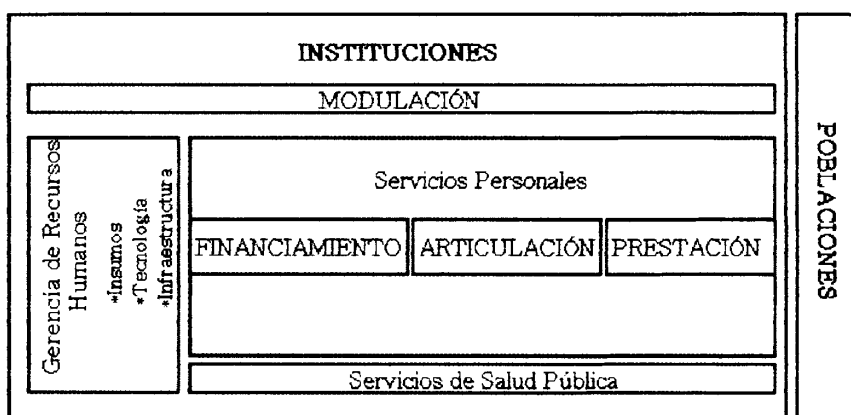 INSTITUCIONES
MODULACIÓN
Gerencia de Recursos
Humanos
*Insumos
*Tecnología
*Infraestructura
Servicios Personales
FINANCIAMIENTO
ARTICULACIÓN
PRESTACIÓN
Servicios de Salud Pública
POBLACIONES